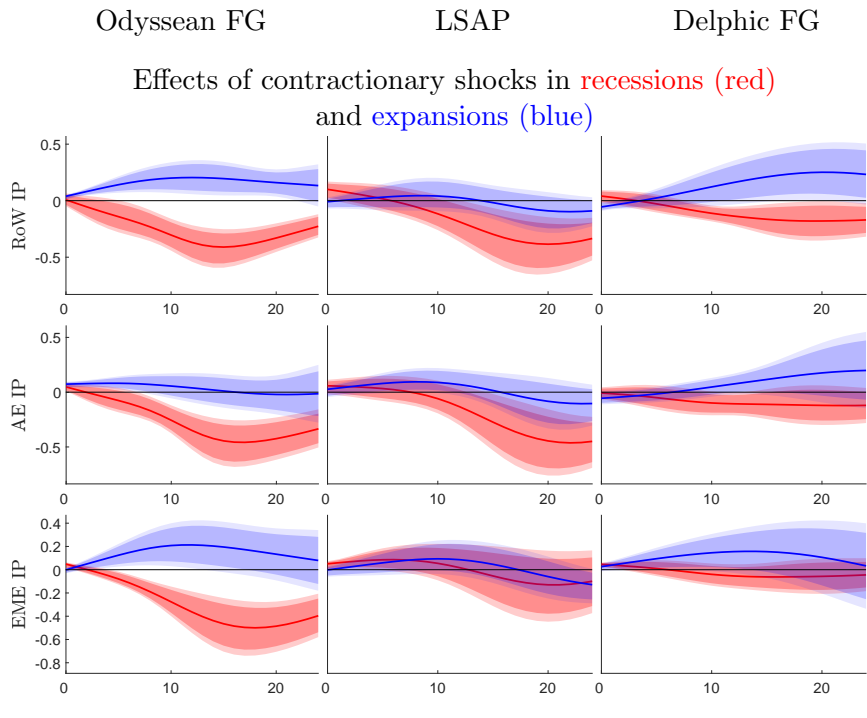 Odyssean FG LSAP Delphic FG
Effects of contractionary shocks in recessions (red)
and expansions (blue)
RoW IP
0.5
0
-0.5
0 10 20 0 10 20 0 10 20
AE IP
0.5
0
-0.5
0 10 20 0 10 20 0 10 20
EME IP
0.4
0.2
0
-0.2
-0.4
-0.6
-0.8
0 10 20 0 10 20 0 10 20